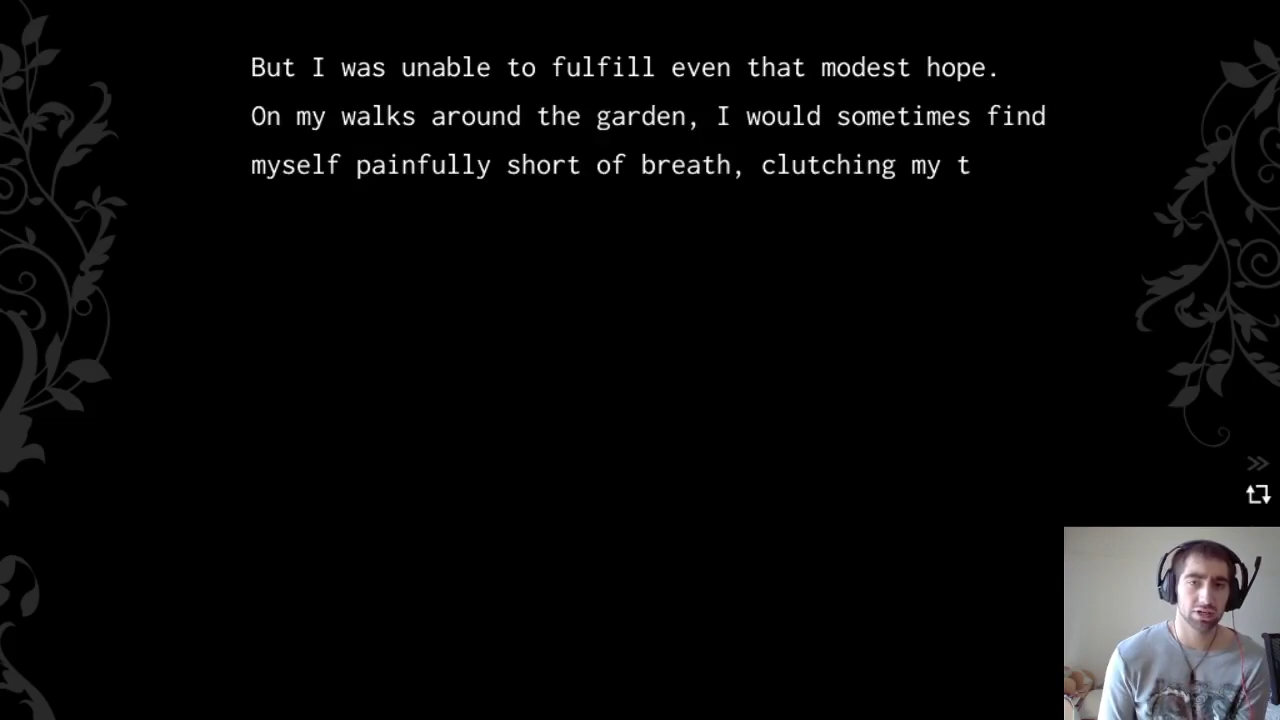 But I was unable to fulfill even that modest hope.
On my walks around the garden, I would sometimes find
myself painfully short of breath, clutching my t